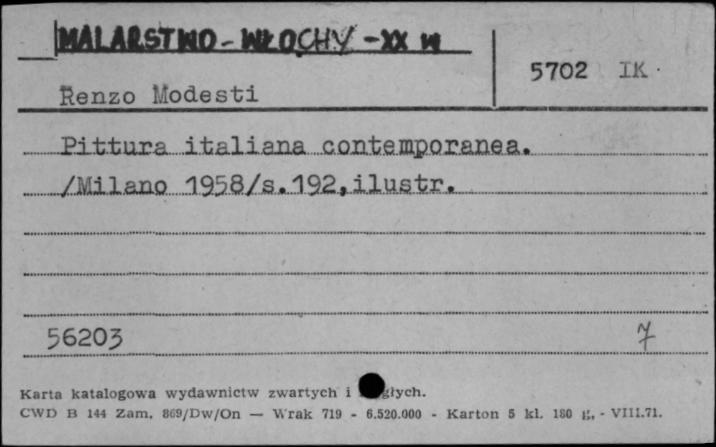 MALARSTWO - WŁOCHY - XX W
5702 IK
Renzo Modesti
Pittura italiana contemporanea.
/Milano 1958/s.192,ilustr.
56203
7
Karta katalogowa wydawnictw zwartych i głych.
CWD B 144 Zam. 869/Dw/On — Wrak 719 - 6.520.000 - Karton 5 kl. 180 g. - VIII.71.